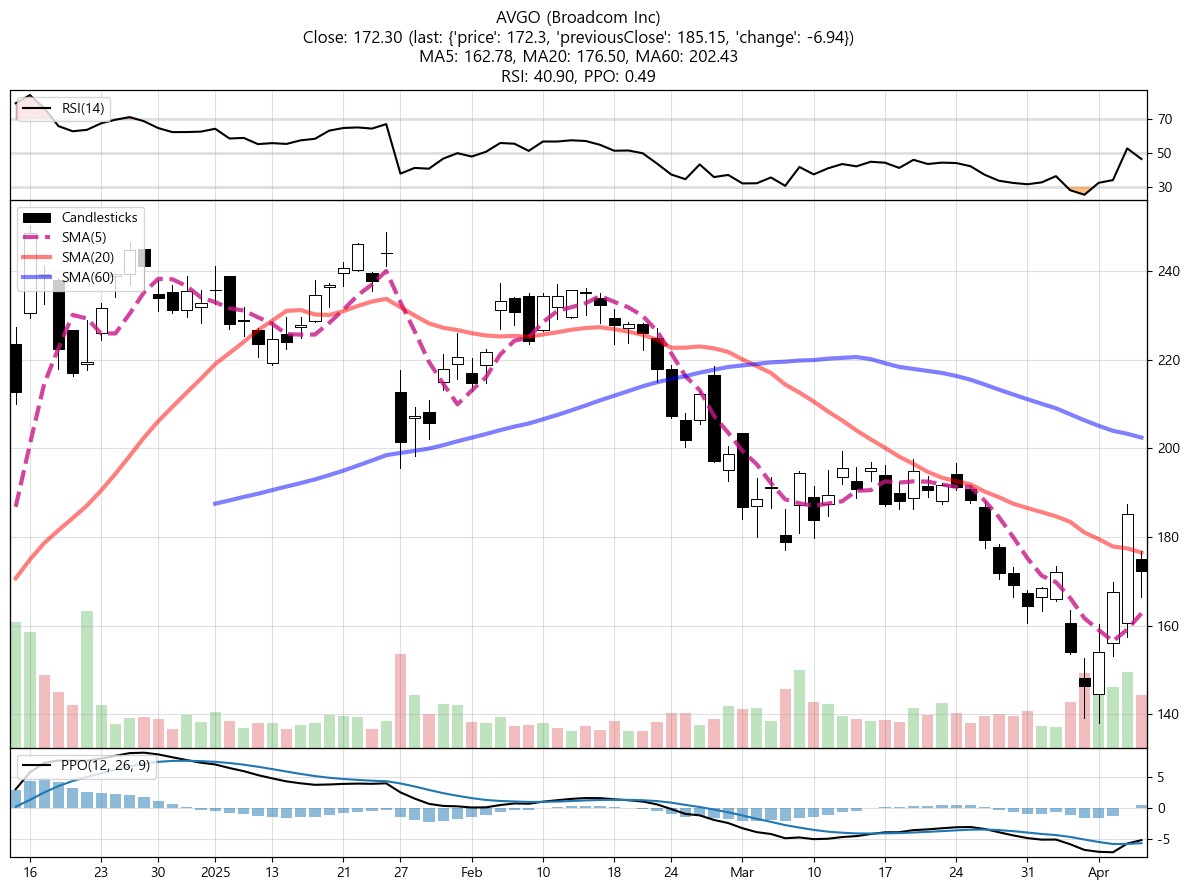 AVGO (Broadcom Inc)
Close: 172.30 (last: {'price': 172.3, 'previousClose': 185.15, 'change': -6.94})
MA5: 162.78, MA20: 176.50, MA60: 202.43
RSI: 40.90, PPO: 0.49
RSI(14)
70
50
30
Candlesticks
SMA(5)
SMA(20)
SMA(60)
240
220
200
180
160
140
PPO(12, 26, 9)
5
0
-5
16 23 30 2025 13 21 27 Feb 10 18 24 Mar 10 17 24 31 Apr